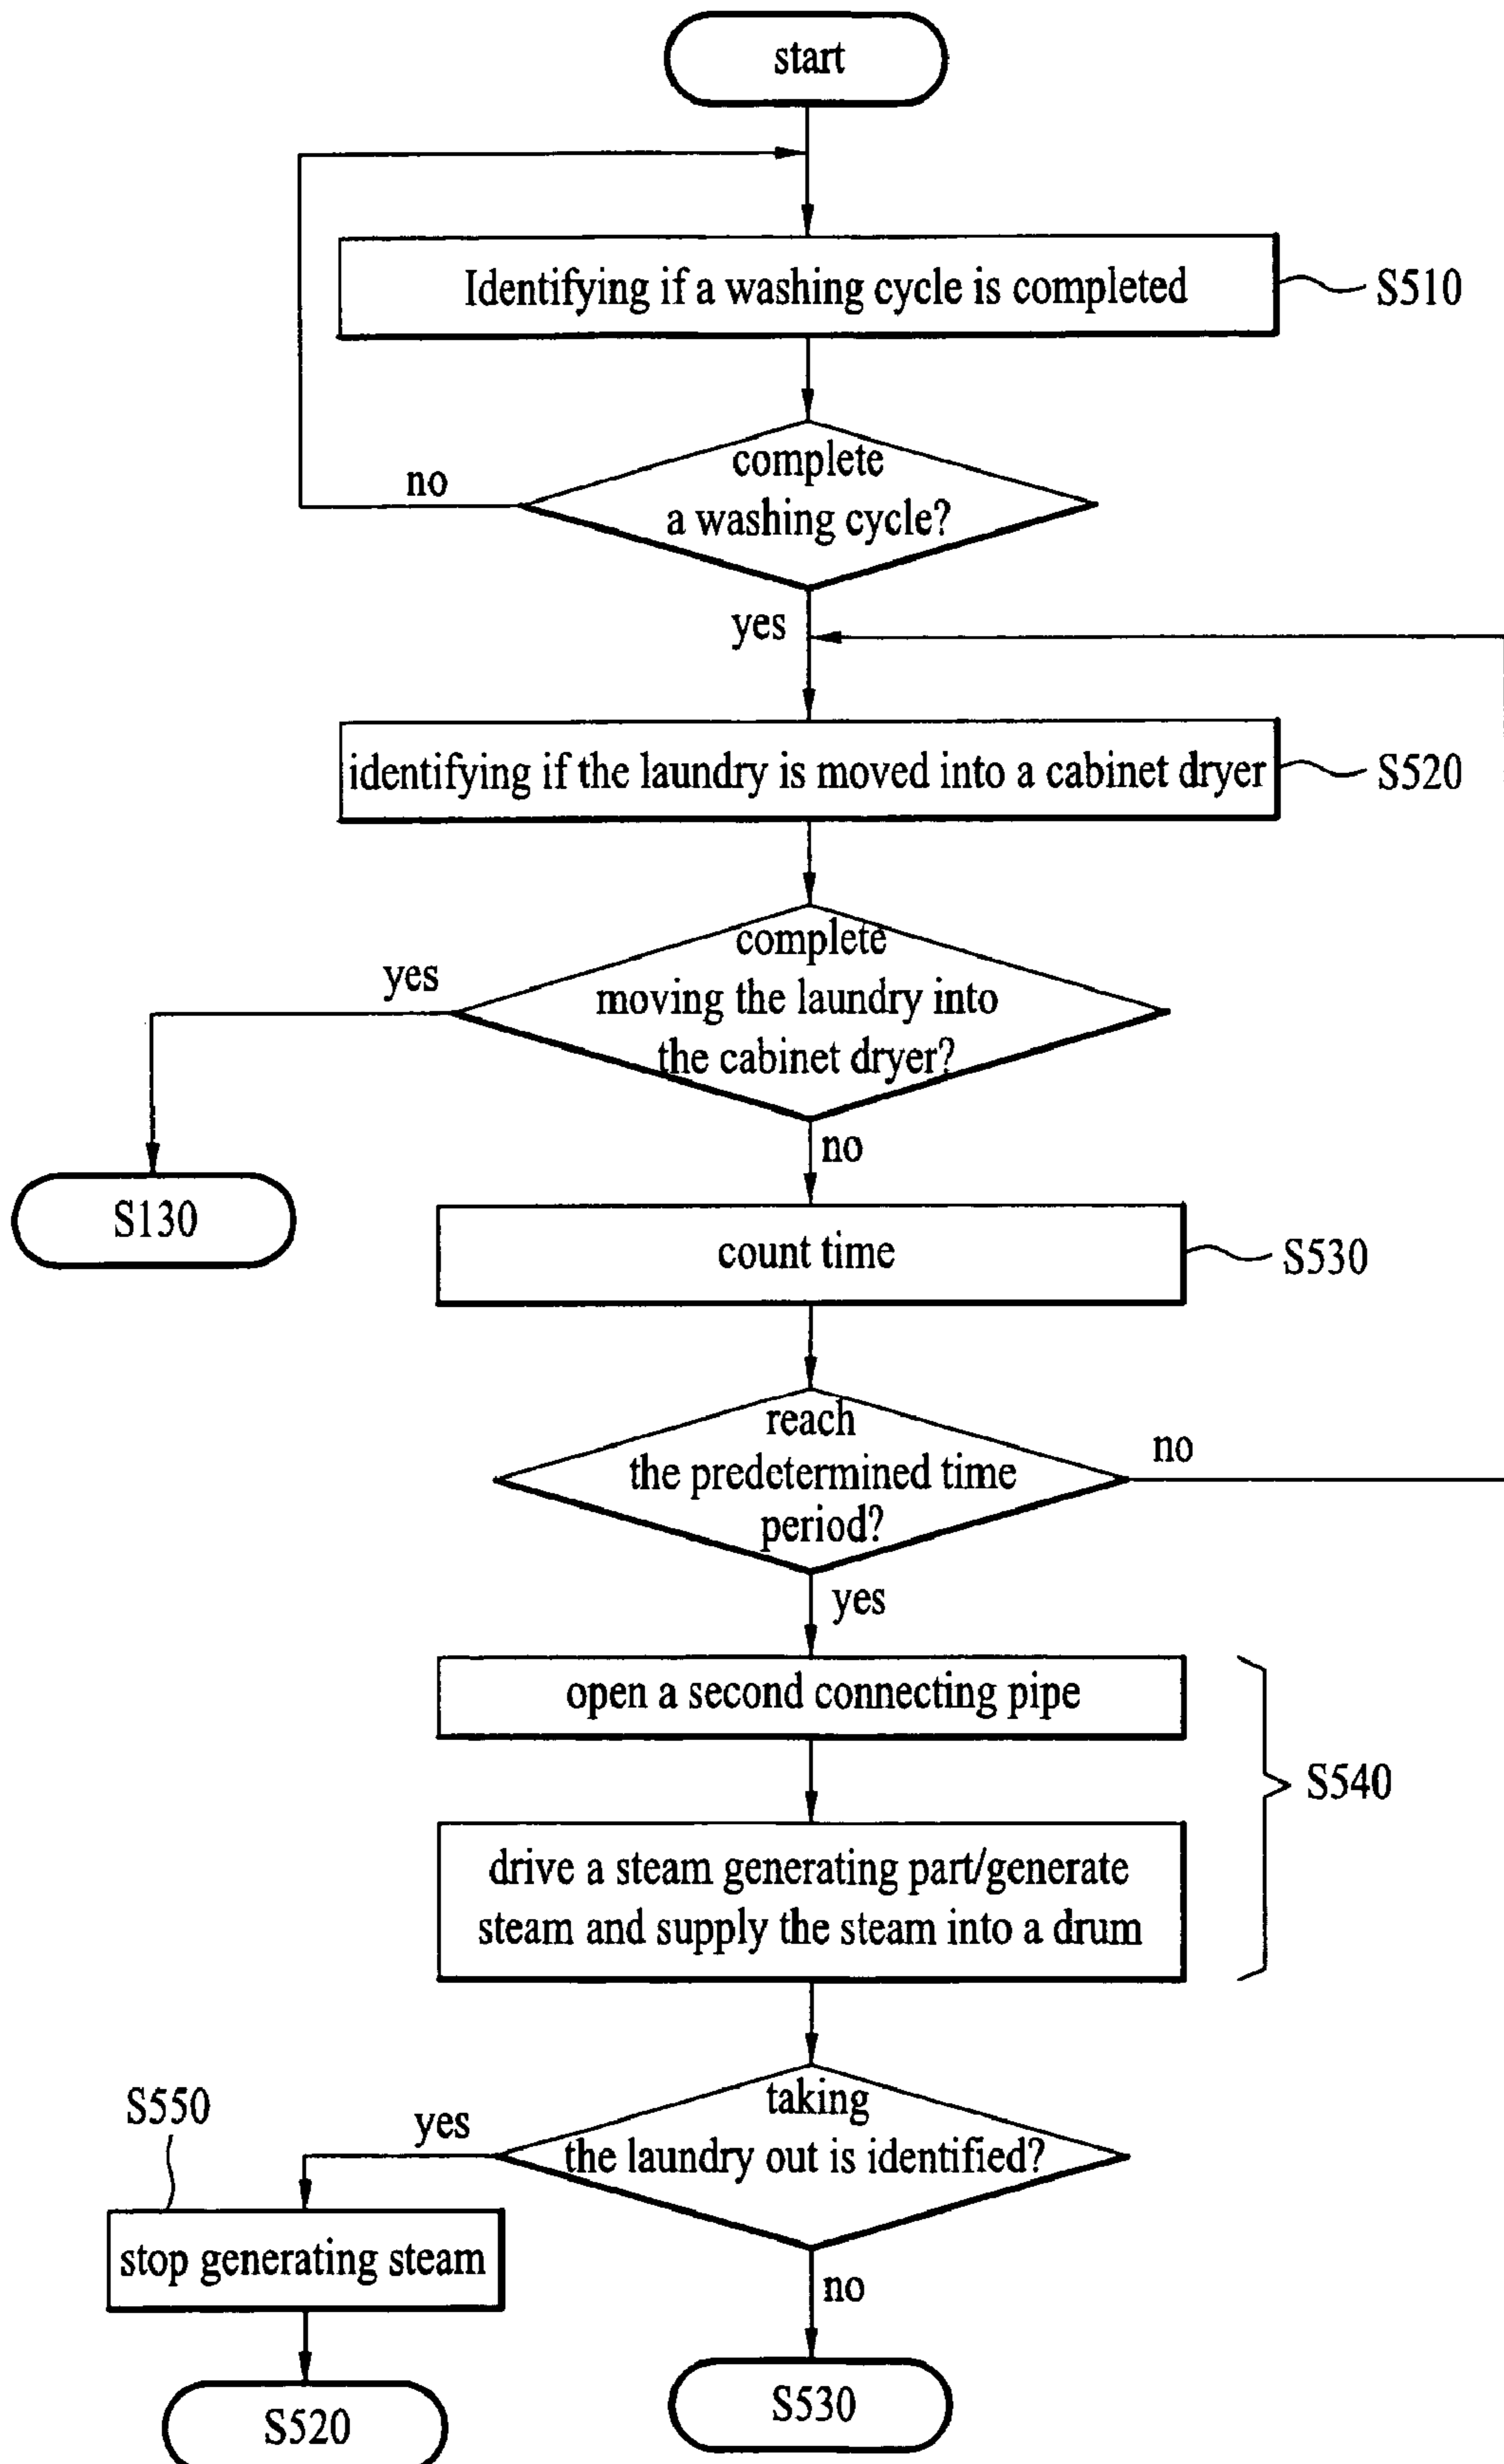 start
Identifying if a washing cycle is completed
S510
complete
a washing cycle?
no
yes
identifying if the laundry is moved into a cabinet dryer
S520
complete
moving the laundry into
the cabinet dryer?
yes
no
S130
count time
S530
reach
the predetermined time
period?
no
yes
open a second connecting pipe
S540
drive a steam generating part/generate
steam and supply the steam into a drum
taking
the laundry out is identified?
S550
yes
stop generating steam
no
S530
S520